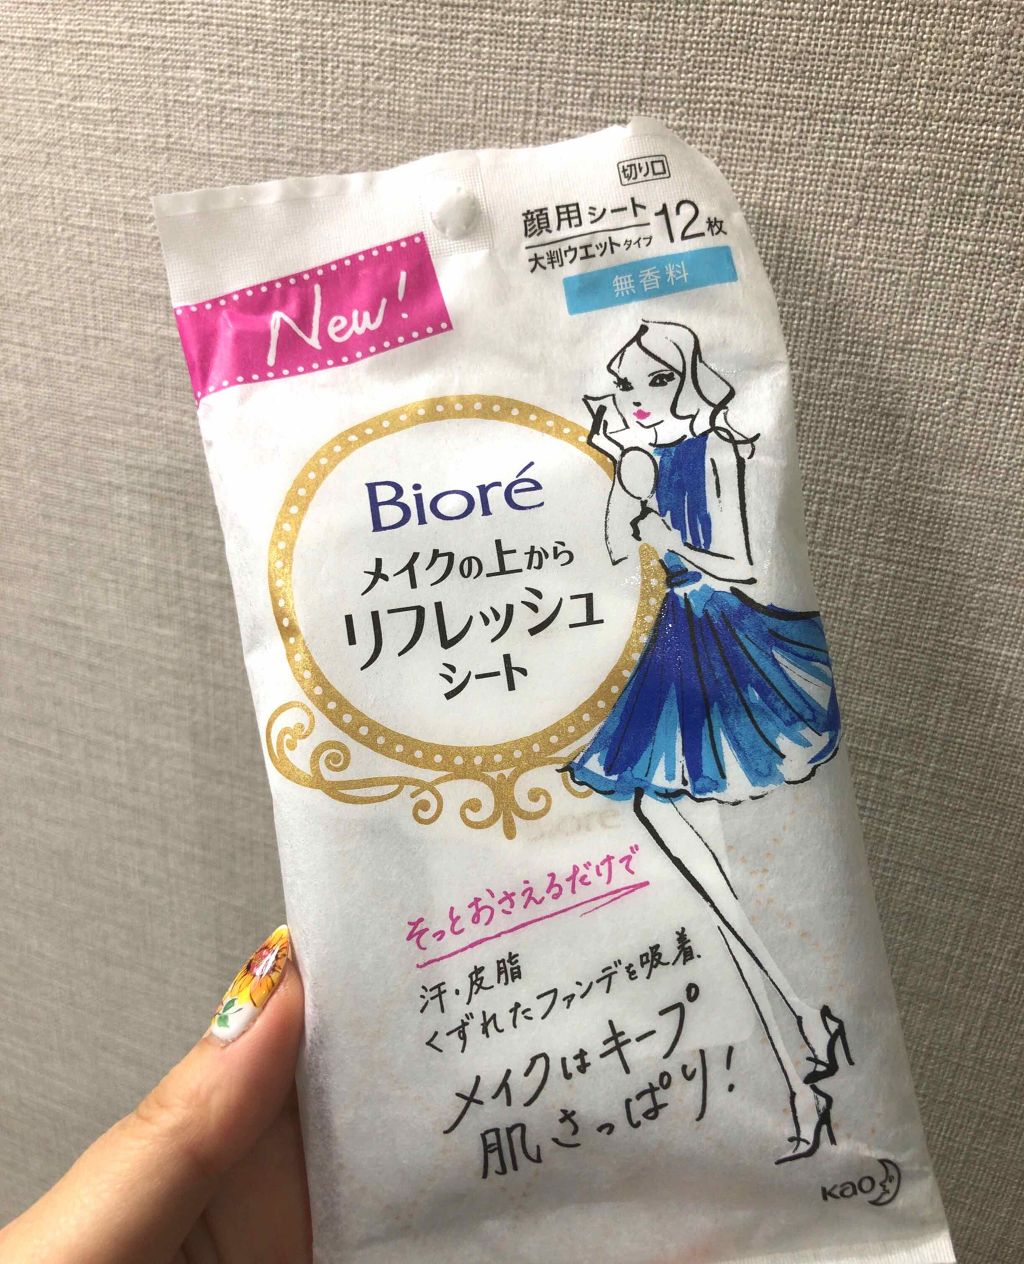 切り口
顔用シート 12枚
大判ウエットタイプ
無香料
New!
Bioré
メイクの上から
リフレッシュ
シート
そっとおさえるだけで
汗・皮脂
くずれたファンデを吸着、
メイクはキープ
肌さっぱり!
Kao